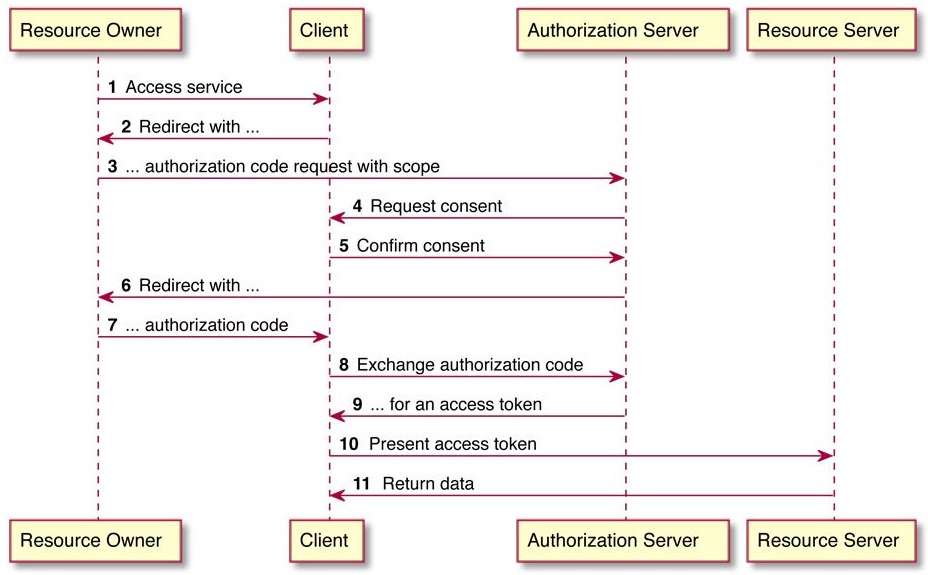 Resource Owner Client Authorization Server Resource Server
1 Access service
2 Redirect with ...
3 ... authorization code request with scope
4 Request consent
5 Confirm consent
6 Redirect with ...
7 ... authorization code
8 Exchange authorization code
9 ... for an access token
10 Present access token
11 Return data
Resource Owner Client Authorization Server Resource Server